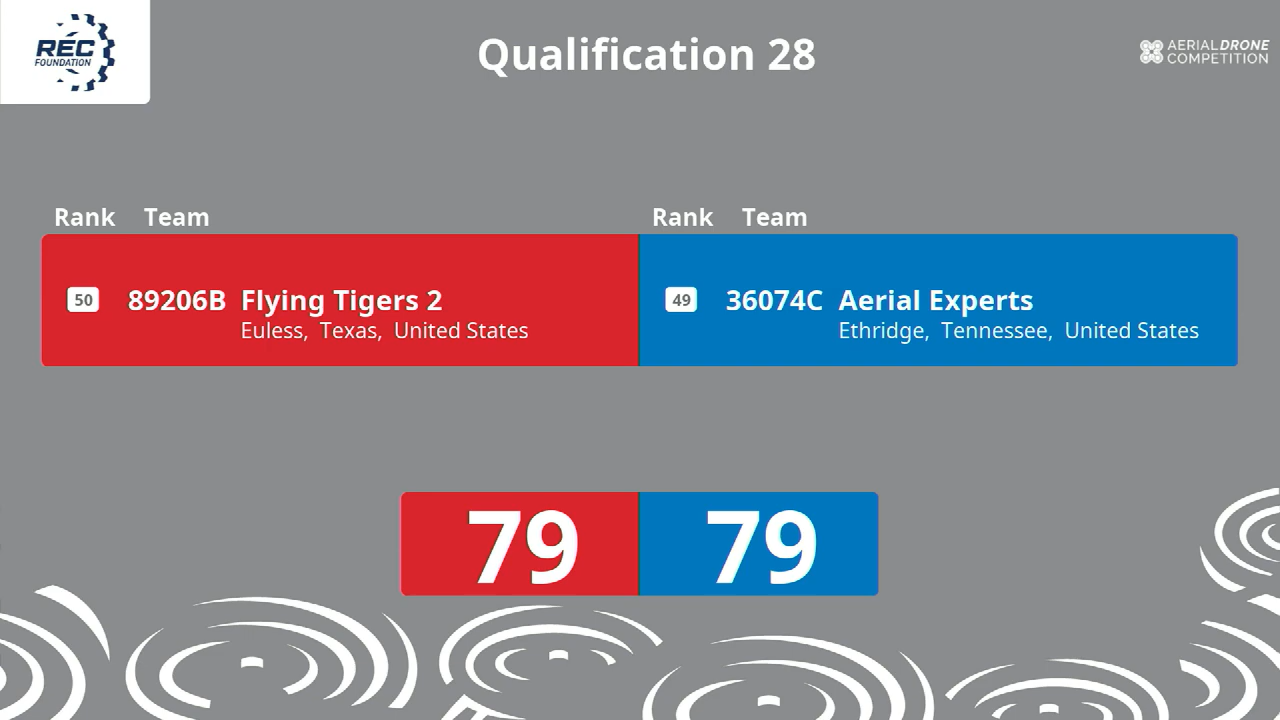 REC
FOUNDATION
Qualification 28
AERIALDRONE
COMPETITION
Rank Team
Rank Team
50 89206B Flying Tigers 2
Euless, Texas, United States
49 36074C Aerial Experts
Ethridge, Tennessee, United States
79 79